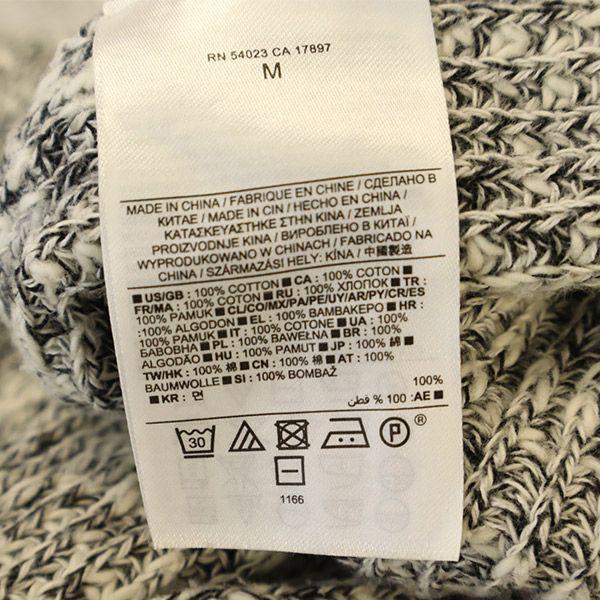 RN 54023 CA 17897
M
MADE IN CHINA / FABRIQUE EN CHINE / СДЕЛАНО В
КИТАЕ / MADE IN CIN / HECHO EN CHINA /
ΚΑΤΑΣΚΕΥΑΣΤΗΚΕ ΣΤΗΝ ΚΙΝΑ / ZEMLJA
PROIZVODNJE KINA / ВИРОБЛЕНО В КИТАЇ /
WYPRODUKOWANO W CHINACH / FABRICADO NA
CHINA / SZÁRMAZÁSI HELY: KÍNA / 中國製造
■ US/GB : 100% COTTON ■ CA : 100% COTON ■
FR/MA : 100% COTON ■ RU : 100% ХЛОПОК ■ TR :
100% PAMUK ■ CL/CO/MX/PA/PE/UY/AR/PY/CR/ES
:100% ALGODON ■ EL : 100% ΒΑΜΒΑΚΕΡΟ ■ HR :
100% PAMUK ■ IT : 100% COTONE ■ UA : 100%
БАВОВНА ■ PL : 100% BAWEŁNA ■ BR : 100%
ALGODÃO ■ HU : 100% PAMUT ■ JP : 100% 綿 ■
TW/HK : 100% 棉 ■ CN : 100% 棉 ■ AT : 100%
BAUMWOLLE ■ SI : 100% BOMBAŽ
100%
■ KR : 면
■ AE : 100 % قطن
30
P
®
1166